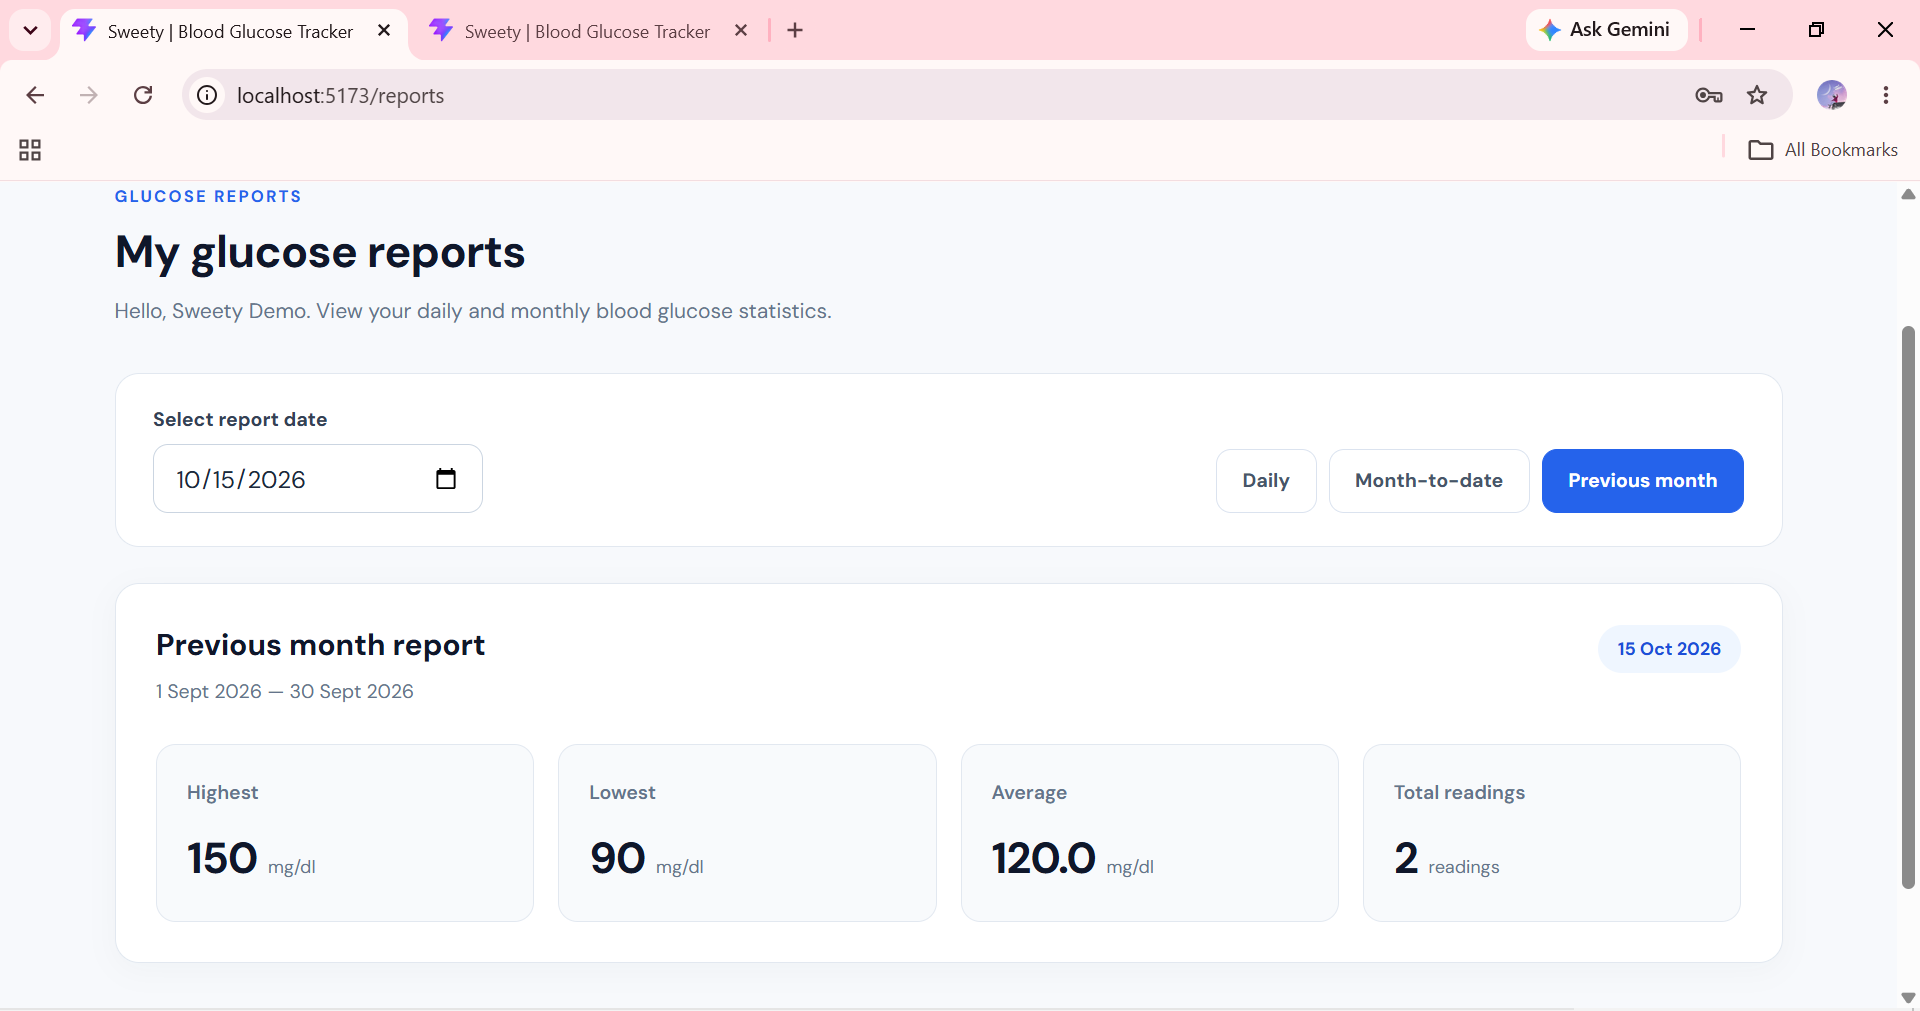 Sweety | Blood Glucose Tracker
Sweety | Blood Glucose Tracker
Ask Gemini
localhost:5173/reports
All Bookmarks
GLUCOSE REPORTS
My glucose reports
Hello, Sweety Demo. View your daily and monthly blood glucose statistics.
Select report date
10/15/2026
Daily
Month-to-date
Previous month
Previous month report
15 Oct 2026
1 Sept 2026 — 30 Sept 2026
Highest
150 mg/dl
Lowest
90 mg/dl
Average
120.0 mg/dl
Total readings
2 readings